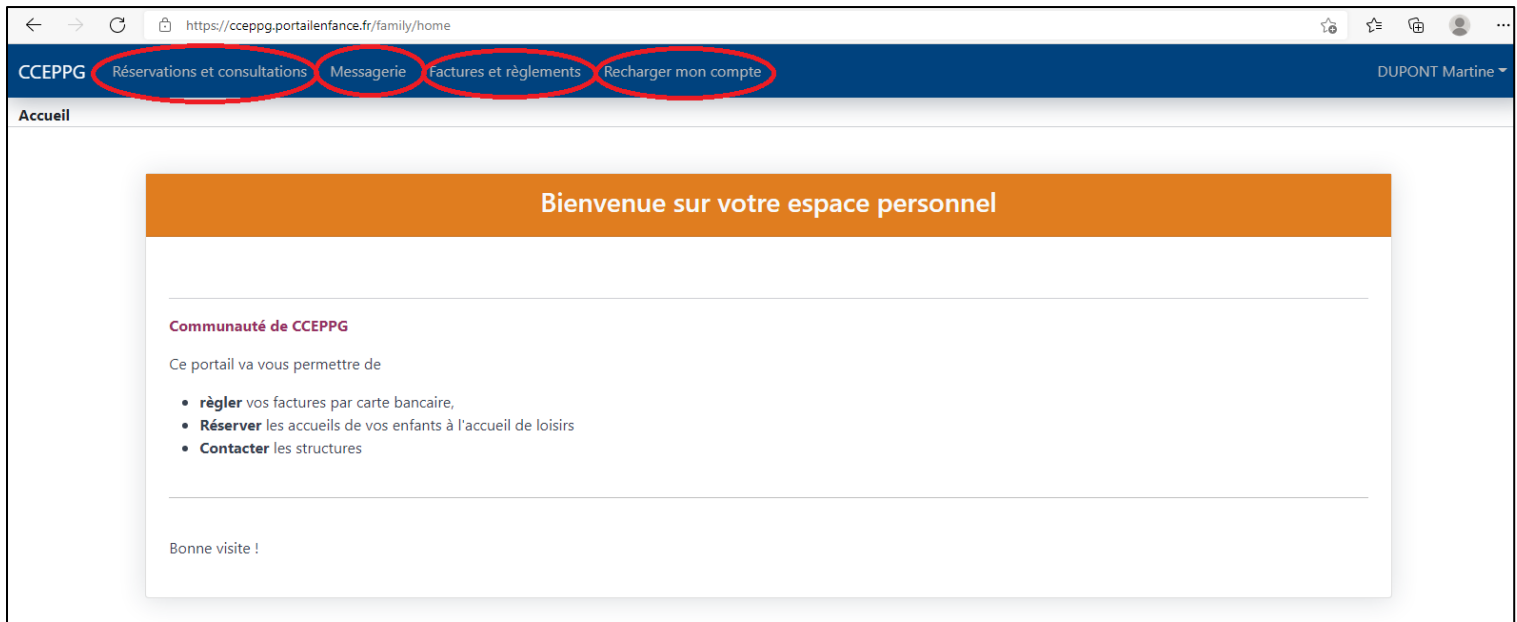 https://cceppg.portailenfance.fr/family/home
CCEPPG Réservations et consultations Messagerie Factures et règlements Recharger mon compte DUPONT Martine
Accueil
Bienvenue sur votre espace personnel
Communauté de CCEPPG
Ce portail va vous permettre de
• règler vos factures par carte bancaire,
• Réserver les accueils de vos enfants à l'accueil de loisirs
• Contacter les structures
Bonne visite !